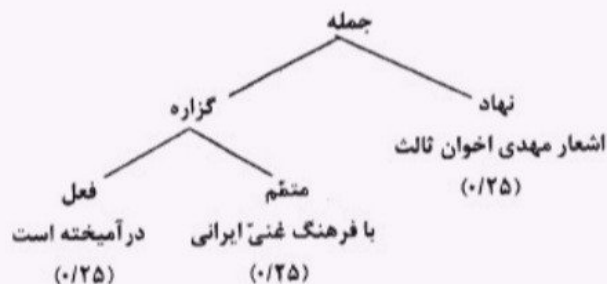 جمله
نهاد
گزاره
اشعار مهدی اخوان ثالث
(۰/۲۵)
متمّم
فعل
با فرهنگ غنیّ ایرانی
درآمیخته است
(۰/۲۵)
(۰/۲۵)